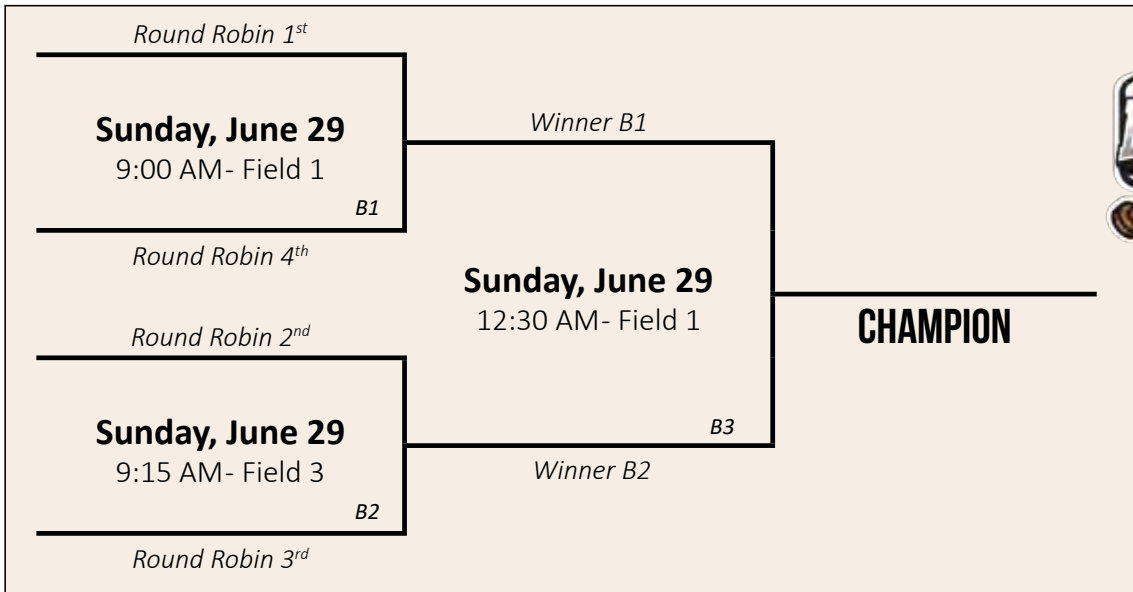 Round Robin 1st
Sunday, June 29
9:00 AM- Field 1
B1
Round Robin 4th
Winner B1
Sunday, June 29
12:30 AM- Field 1
B3
Winner B2
CHAMPION
Round Robin 2nd
Sunday, June 29
9:15 AM- Field 3
B2
Round Robin 3rd